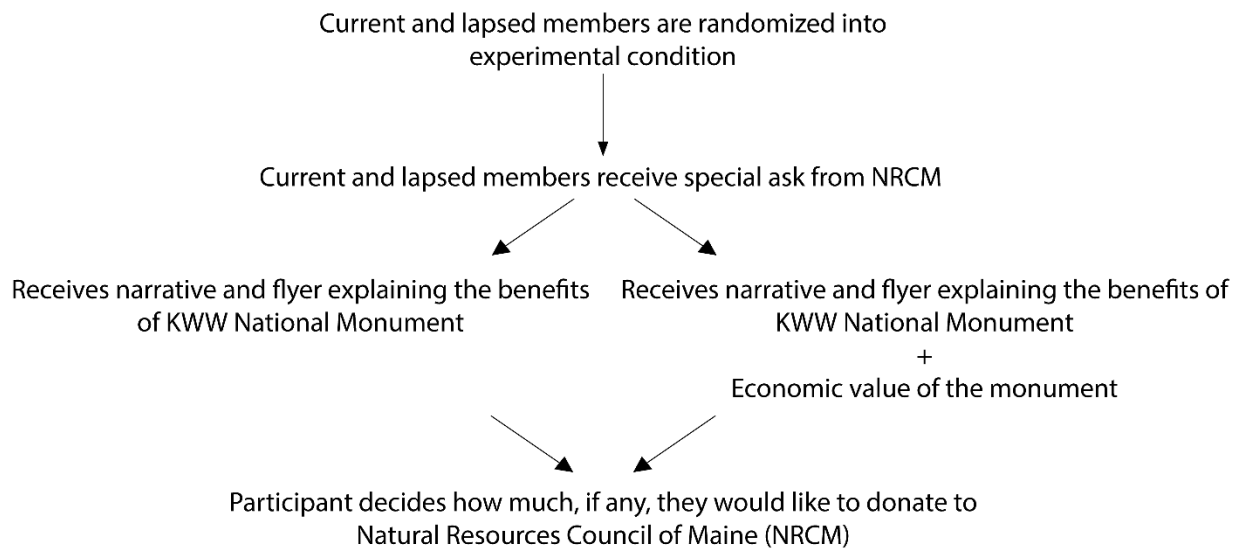 Current and lapsed members are randomized into
experimental condition
Current and lapsed members receive special ask from NRCM
Receives narrative and flyer explaining the benefits
of KWW National Monument
Receives narrative and flyer explaining the benefits of
KWW National Monument
+
Economic value of the monument
Participant decides how much, if any, they would like to donate to
Natural Resources Council of Maine (NRCM)